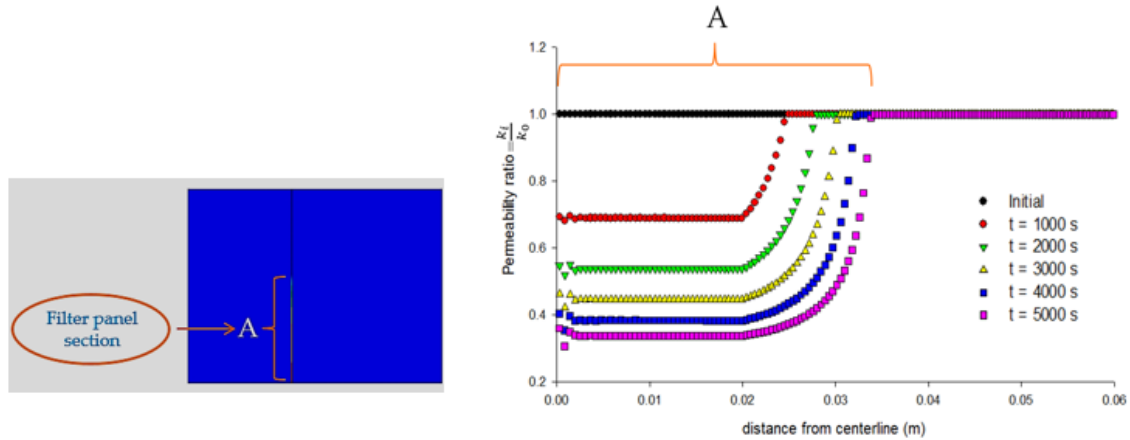 Filter panel
section
A
A
Permeability ratio=k_i/k_0
1.2
1.0
0.8
0.6
0.4
0.2
0.00
0.01
0.02
0.03
0.04
0.05
0.06
distance from centerline (m)
Initial
t = 1000 s
t = 2000 s
t = 3000 s
t = 4000 s
t = 5000 s